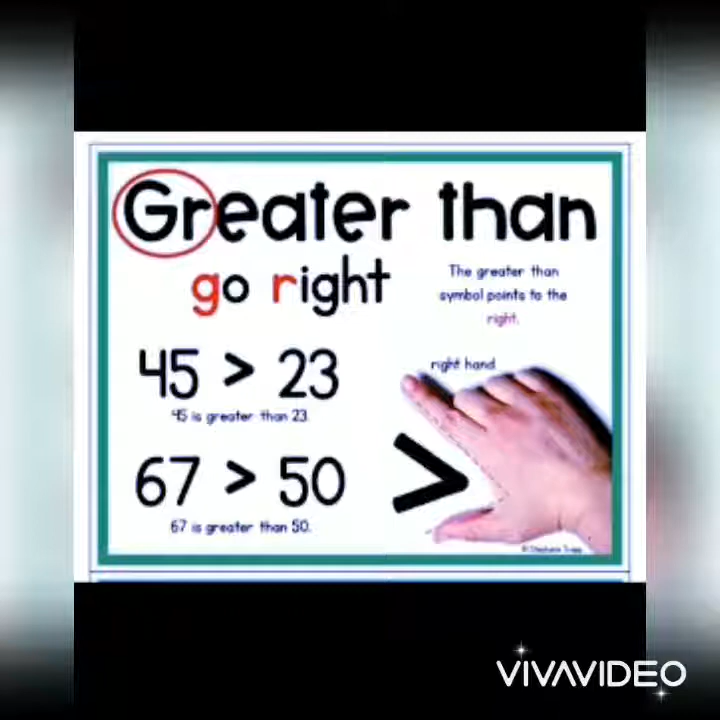 Greater than
go right
The greater than
symbol points to the
right.
right hand
45 > 23
45 is greater than 23.
67 > 50
67 is greater than 50.
>
VIVAVIDEO